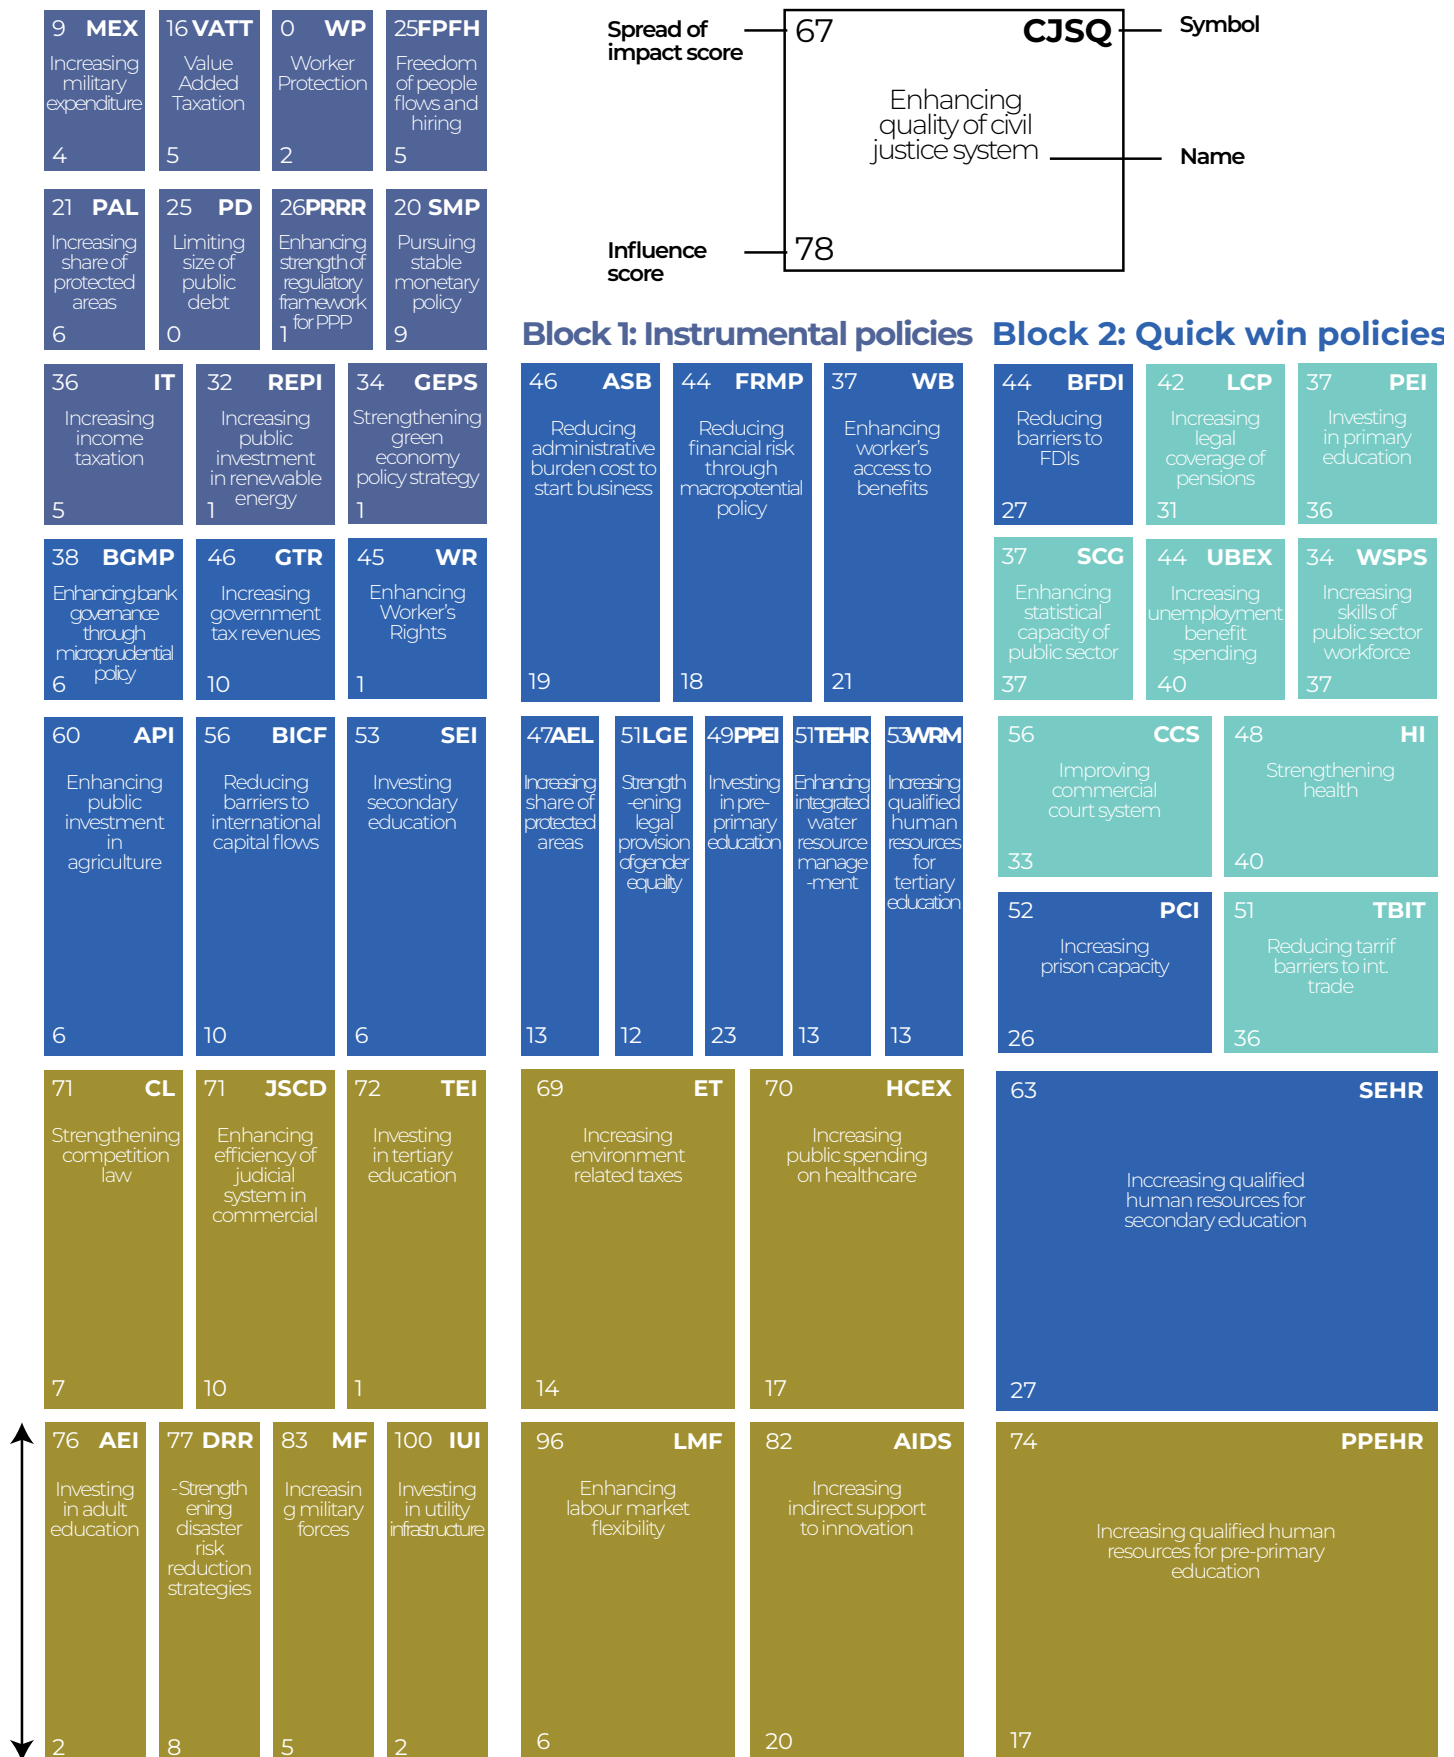 9 MEX
Increasing
military
expenditure
4
16 VATT
Value
Added
Taxation
5
0 WP
Worker
Protection
2
25 FPFH
Freedom
of people
flows and
hiring
5
Spread of
impact score
67 CJSQ
Symbol
Enhancing
quality of civil
justice system
Name
Influence
score
78
21 PAL
Increasing
share of
protected
areas
6
25 PD
Limiting
size of
public
debt
0
26 PRRR
Enhancing
strength of
regulatory
framework
for PPP
1
20 SMP
Pursuing
stable
monetary
policy
9
Block 1: Instrumental policies
Block 2: Quick win policies
36 IT
Increasing
income
taxation
5
32 REPI
Increasing
public
investment
in renewable
energy
1
34 GEPS
Strengthening
green
economy
policy strategy
1
46 ASB
Reducing
administrative
burden cost to
start business
19
44 FRMP
Reducing
financial risk
through
macropotential
policy
18
37 WB
Enhancing
worker's
access to
benefits
21
44 BFDI
Reducing
barriers to
FDIs
27
42 LCP
Increasing
legal
coverage of
pensions
31
37 PEI
Investing
in primary
education
36
38 BGMP
Enhancing bank
governance
through
microprudential
policy
6
46 GTR
Increasing
government
tax revenues
10
45 WR
Enhancing
Worker's
Rights
1
37 SCG
Enhancing
statistical
capacity of
public sector
37
44 UBEX
Increasing
unemployment
benefit
spending
40
34 WSPS
Increasing
skills of
public sector
workforce
37
60 API
Enhancing
public
investment
in
agriculture
6
56 BICF
Reducing
barriers to
international
capital flows
10
53 SEI
Investing
secondary
education
6
47 AEL
Increasing
share of
protected
areas
13
51 LGE
Strength
-ening
legal
provision
of gender
equality
12
49 PPEI
Investing
in pre-
primary
education
23
51 TEHR
Enhancing
integrated
water
resource
manage
-ment
13
53 WRM
Increasing
qualified
human
resources
for
tertiary
education
13
56 CCS
Improving
commercial
court system
33
48 HI
Strengthening
health
40
52 PCI
Increasing
prison capacity
26
51 TBIT
Reducing tarrif
barriers to int.
trade
36
71 CL
Strengthening
competition
law
7
71 JSCD
Enhancing
efficiency of
judicial
system in
commercial
10
72 TEI
Investing
in tertiary
education
1
69 ET
Increasing
environment
related taxes
14
70 HCEX
Increasing
public spending
on healthcare
17
63 SEHR
Inccreasing qualified
human resources for
secondary education
27
76 AEI
Investing
in adult
education
2
77 DRR
-Strength
ening
disaster
risk
reduction
strategies
8
83 MF
Increasin
g military
forces
5
100 IUI
Investing
in utility
infrastructure
2
96 LMF
Enhancing
labour market
flexibility
6
82 AIDS
Increasing
indirect support
to innovation
20
74 PPEHR
Increasing qualified human
resources for pre-primary
education
17